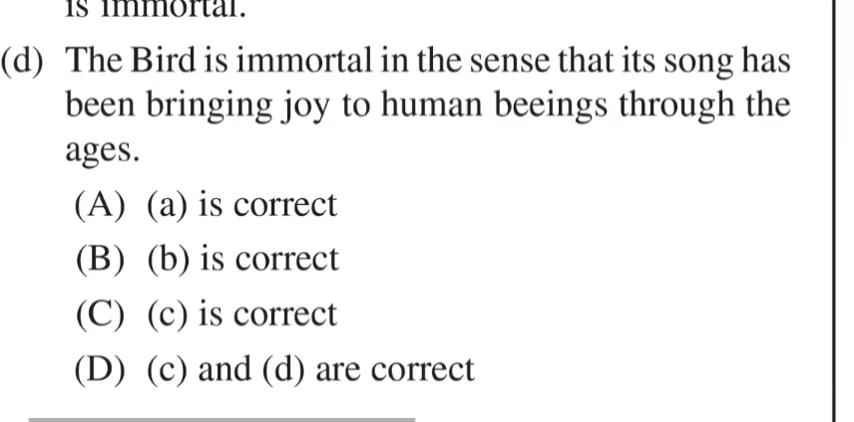 is immortal.
(d) The Bird is immortal in the sense that its song has
been bringing joy to human beeings through the
ages.
(A) (a) is correct
(B) (b) is correct
(C) (c) is correct
(D) (c) and (d) are correct